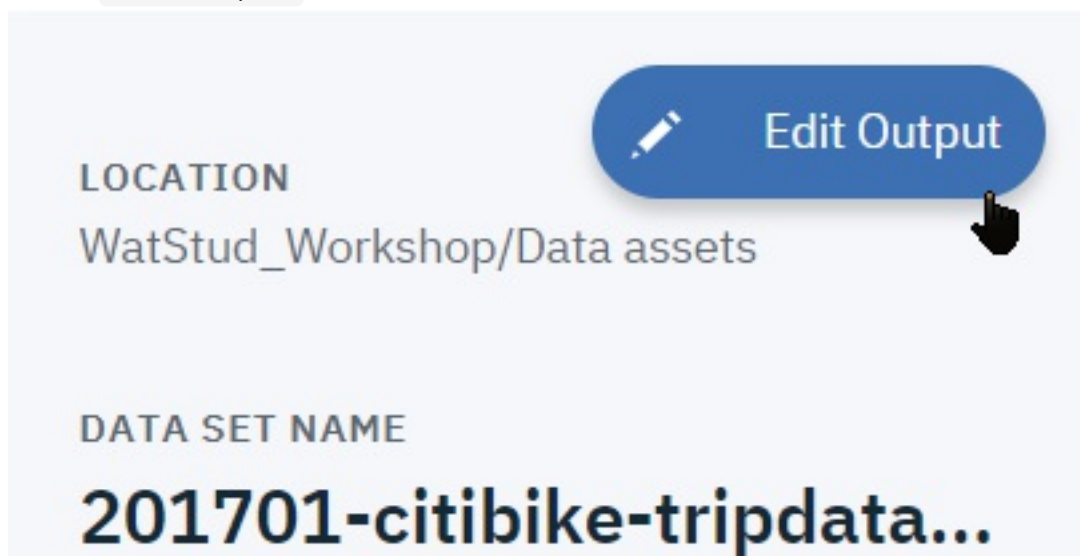 Edit Output
LOCATION
WatStud_Workshop/Data assets
DATA SET NAME
201701-citibike-tripdata...